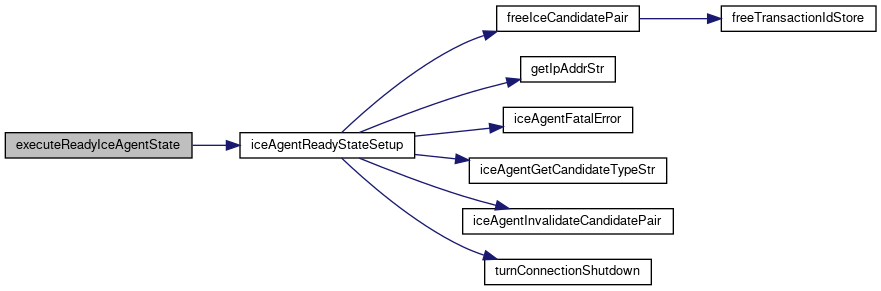 freeIceCandidatePair
freeTransactionIdStore
getIpAddrStr
iceAgentFatalError
executeReadyIceAgentState
iceAgentReadyStateSetup
iceAgentGetCandidateTypeStr
iceAgentInvalidateCandidatePair
turnConnectionShutdown